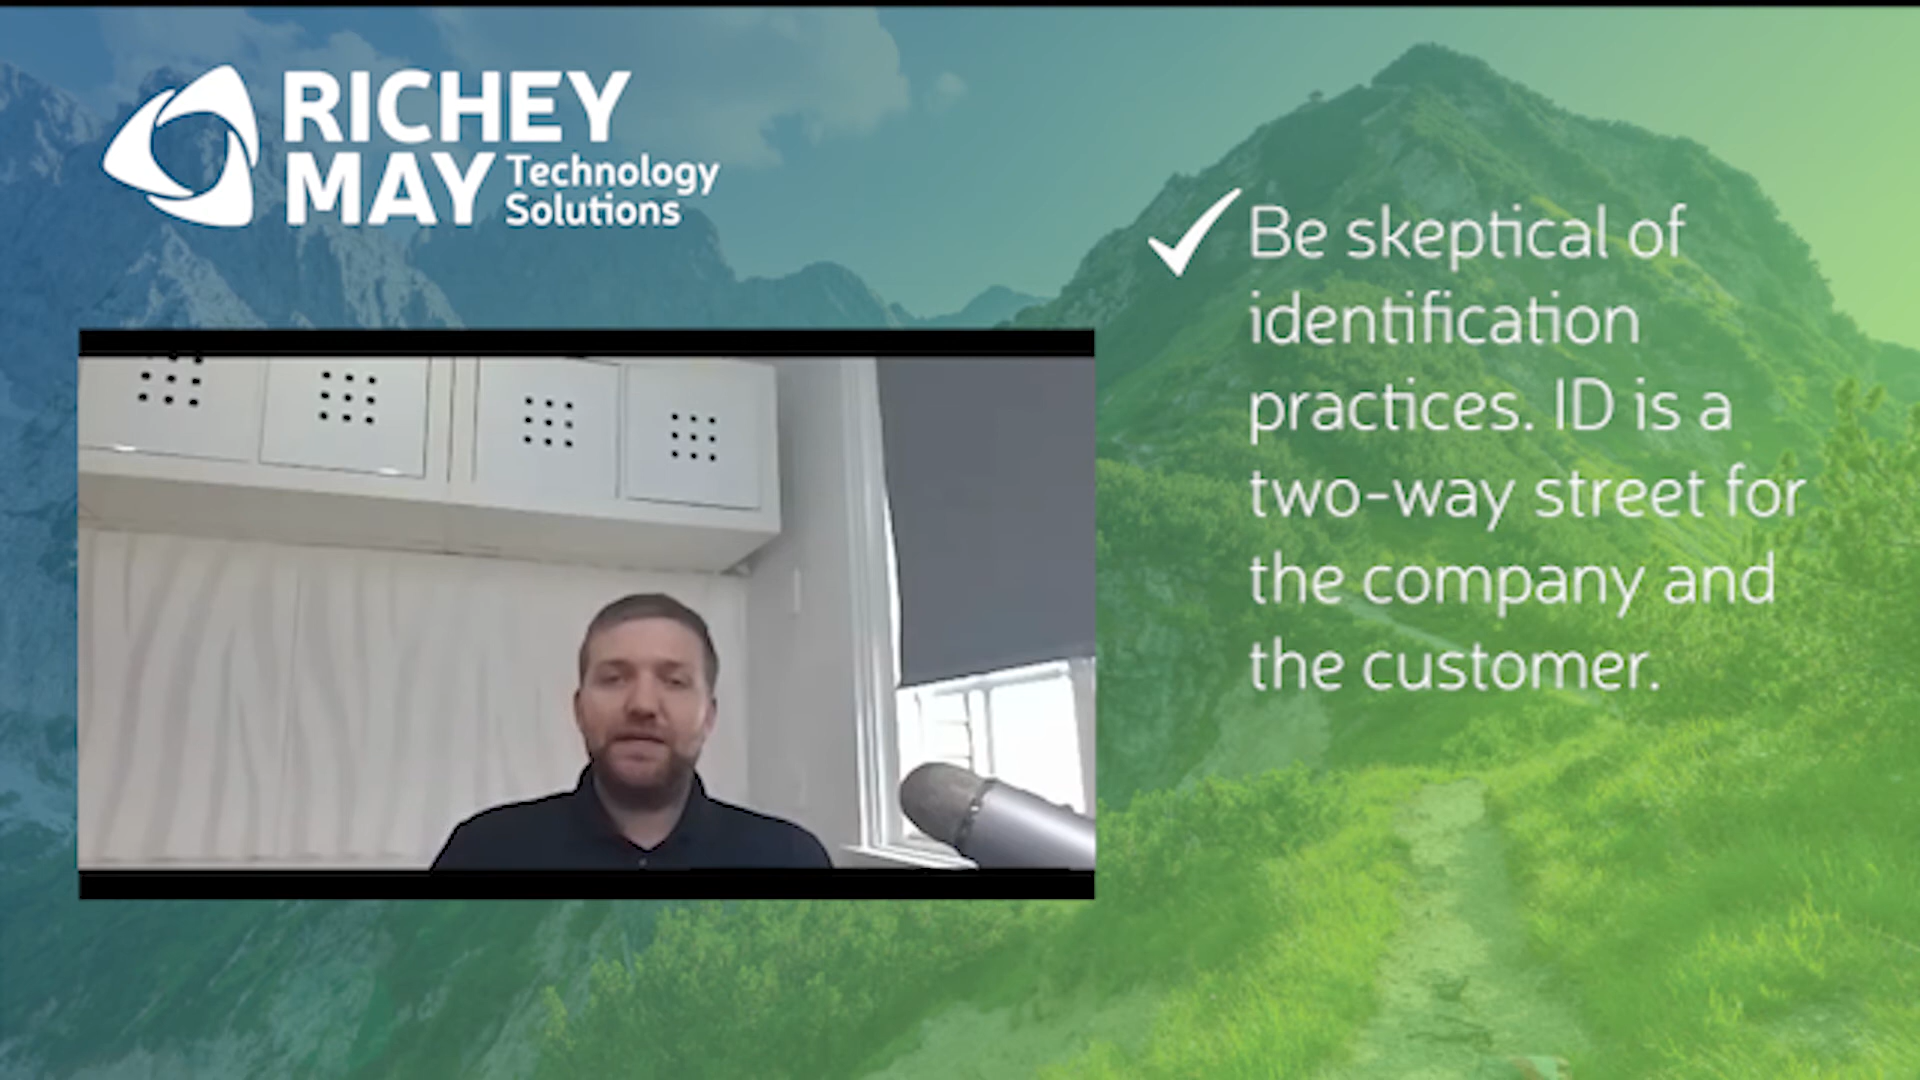 RICHEY
MAY Technology
Solutions
Be skeptical of
identification
practices. ID is a
two-way street for
the company and
the customer.